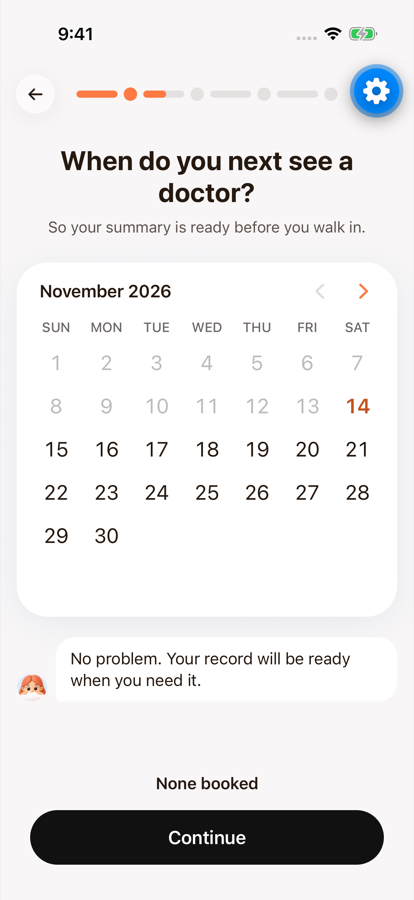 9:41
When do you next see a
doctor?
So your summary is ready before you walk in.
November 2026
SUN MON TUE WED THU FRI SAT
1 2 3 4 5 6 7
8 9 10 11 12 13 14
15 16 17 18 19 20 21
22 23 24 25 26 27 28
29 30
No problem. Your record will be ready
when you need it.
None booked
Continue